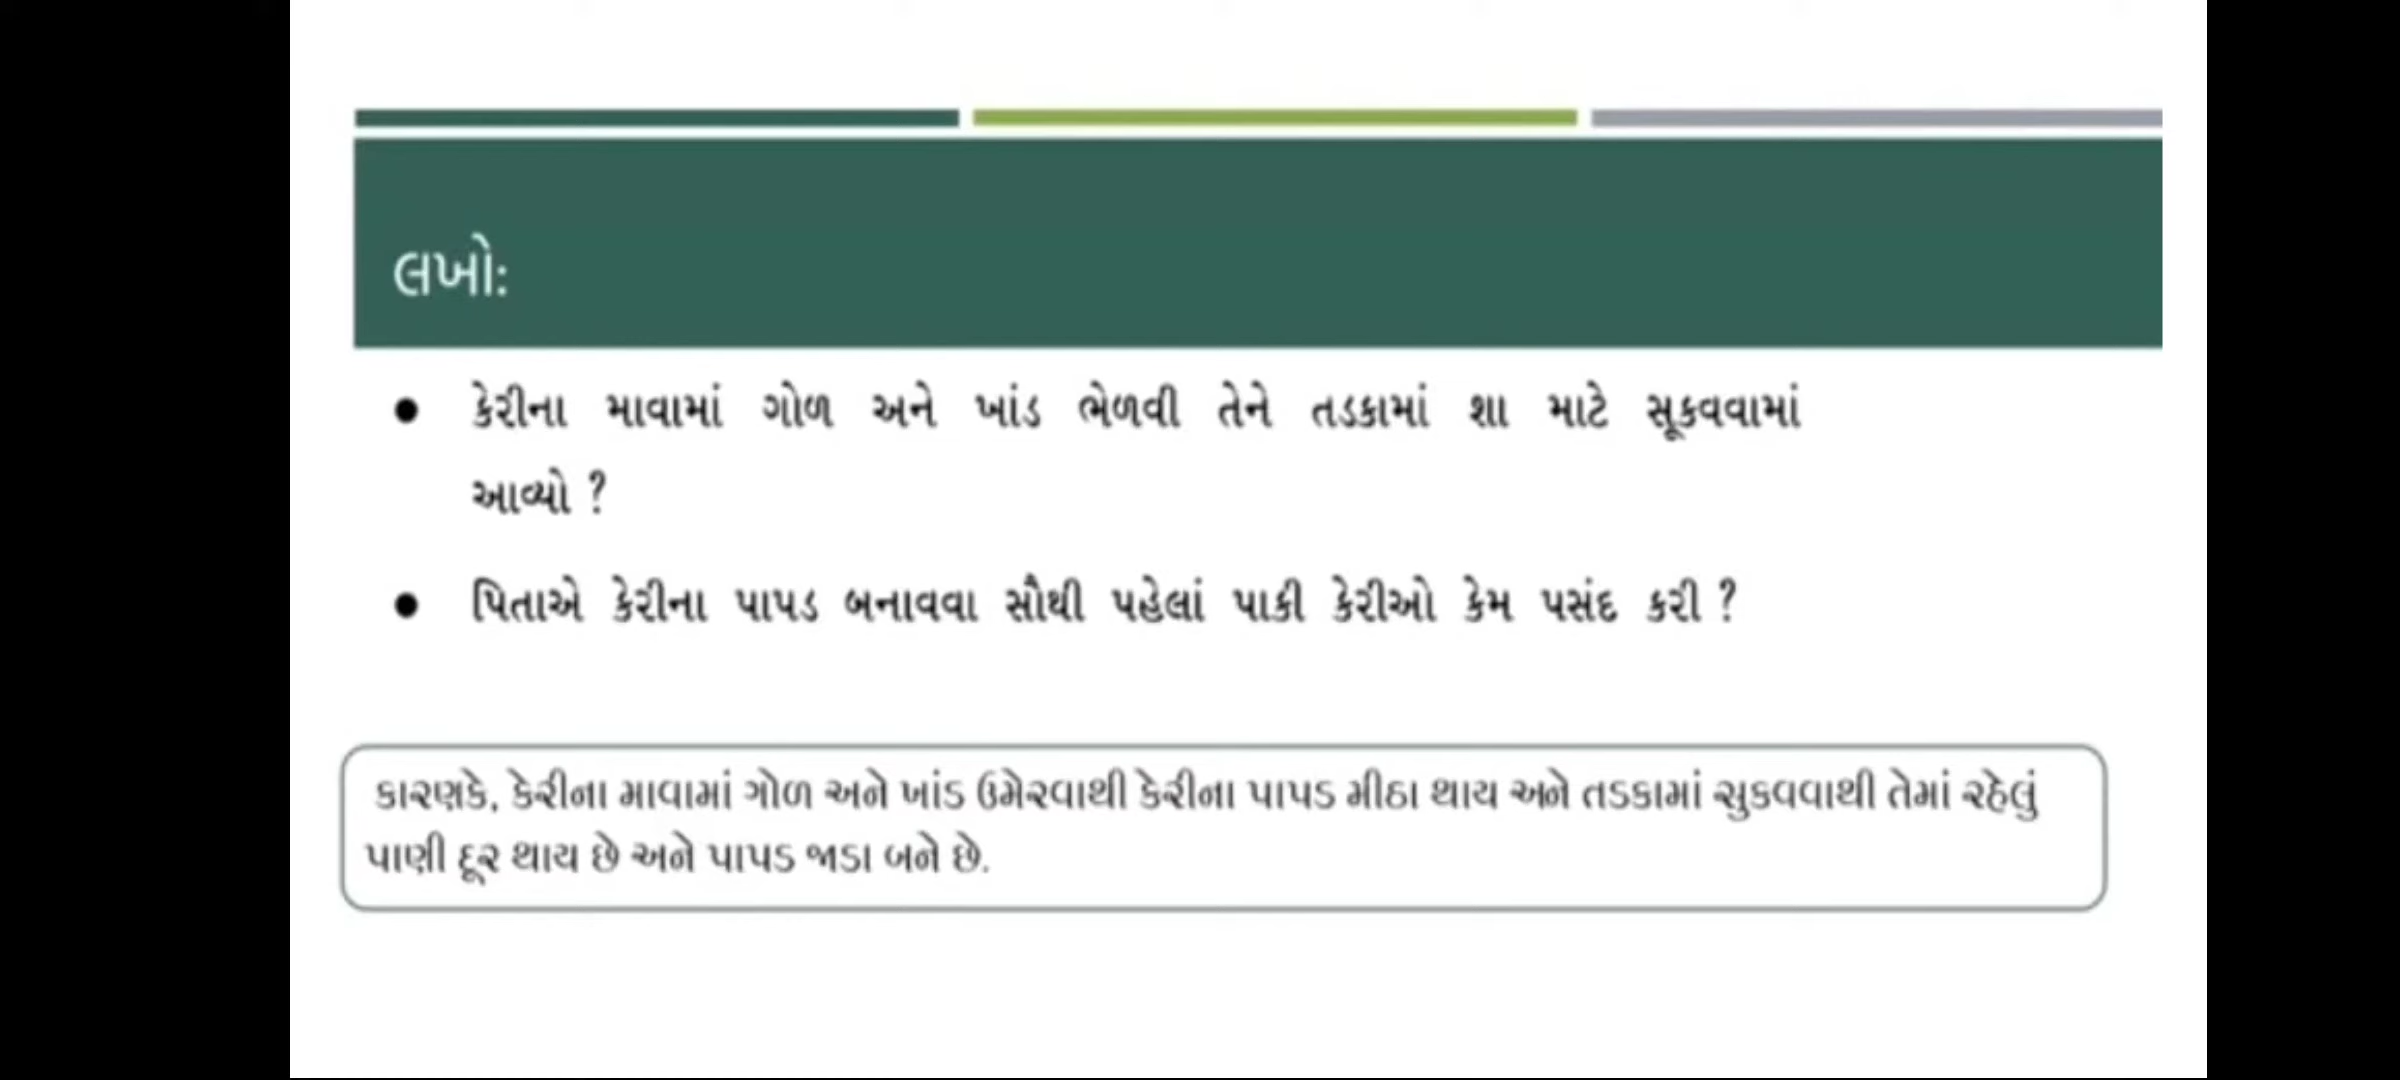 લખો:
કેરીના માવામાં ગોળ અને ખાંડ ભેળવી તેને તડકામાં શા માટે સૂકવવામાં
આવ્યો ?
પિતાએ કેરીના પાપડ બનાવવા સૌથી પહેલાં પાકી કેરીઓ કેમ પસંદ કરી ?
કારણકે, કેરીના માવામાં ગોળ અને ખાંડ ઉમેરવાથી કેરીના પાપડ મીઠા થાય અને તડકામાં સુકવવાથી તેમાં રહેલું
પાણી દૂર થાય છે અને પાપડ જાડા બને છે.